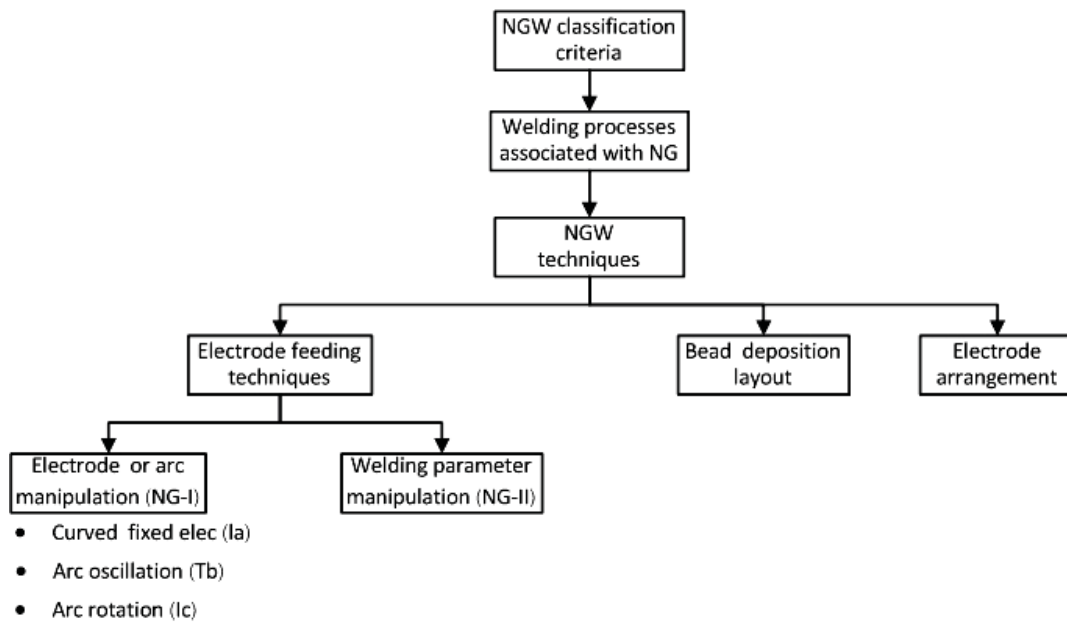 NGW classification
criteria
Welding processes
associated with NG
NGW
techniques
Electrode feeding
techniques
Bead deposition
layout
Electrode
arrangement
Electrode or arc
manipulation (NG-I)
Welding parameter
manipulation (NG-II)
• Curved fixed elec (Ia)
• Arc oscillation (Tb)
• Arc rotation (Ic)